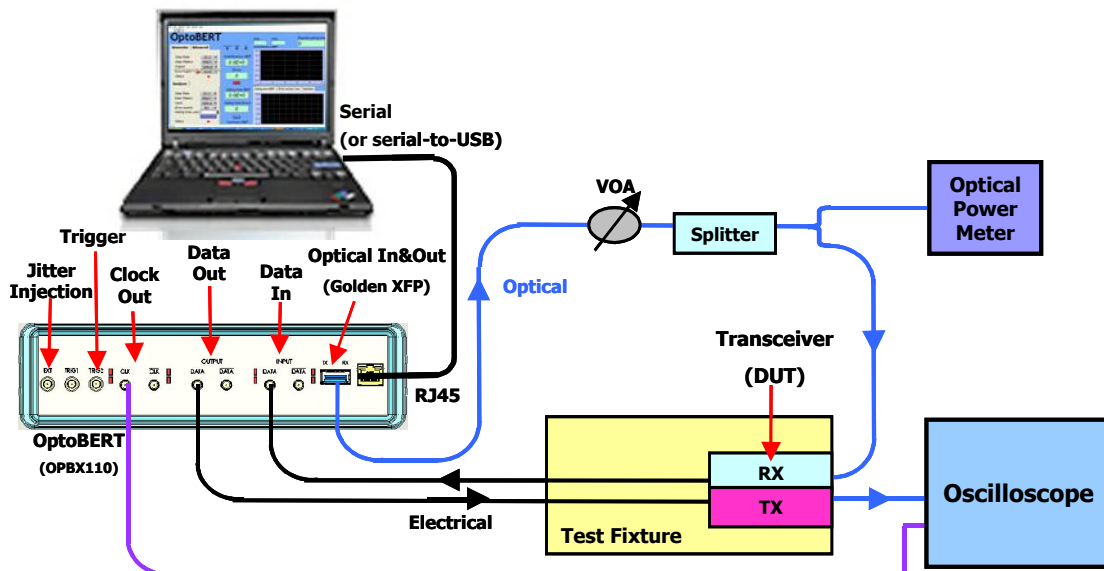 OptoBERT
Serial
(or serial-to-USB)
VOA
Splitter
Optical
Power
Meter
Trigger
Data
Out
Optical In&Out
(Golden XFP)
Jitter
Injection
Clock
Out
Data
In
Optical
Transceiver
(DUT)
OUTPUT
INPUT
TX RX
EXT TRIG1 TRIG2 CLK CLK DATA DATA DATA DATA
RJ45
OptoBERT
(OPBX110)
Electrical
RX
TX
Test Fixture
Oscilloscope